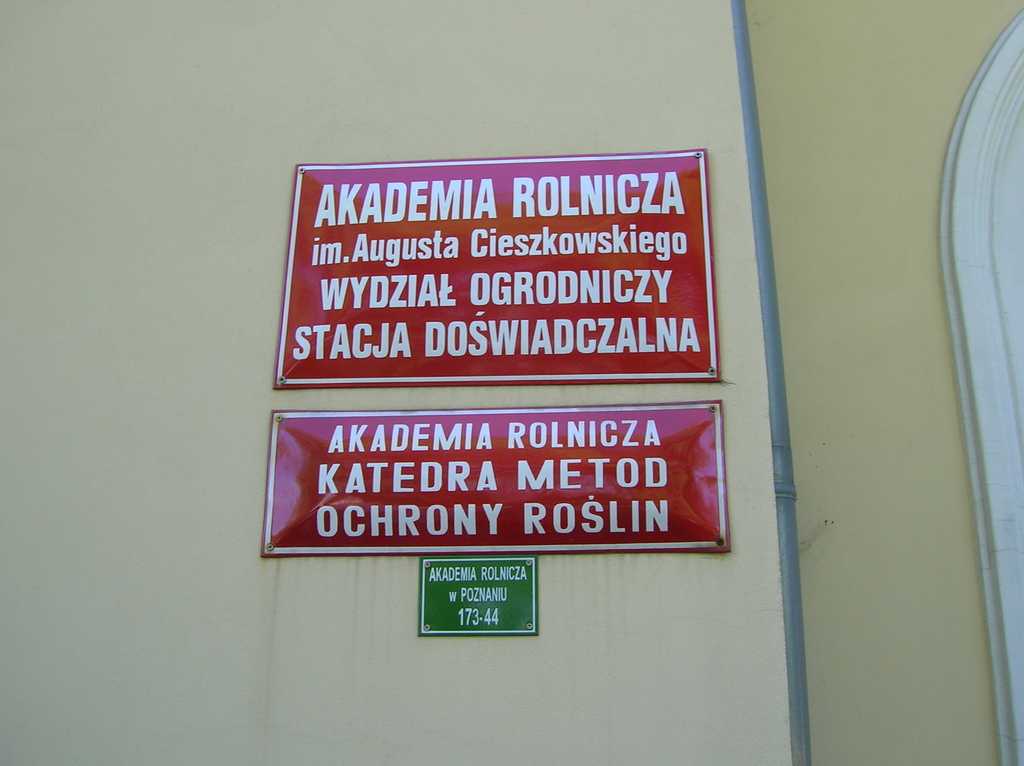 AKADEMIA ROLNICZA
im. Augusta Cieszkowskiego
WYDZIAŁ OGRODNICZY
STACJA DOŚWIADCZALNA
AKADEMIA ROLNICZA
KATEDRA METOD
OCHRONY ROŚLIN
AKADEMIA ROLNICZA
w POZNANIU
173-44